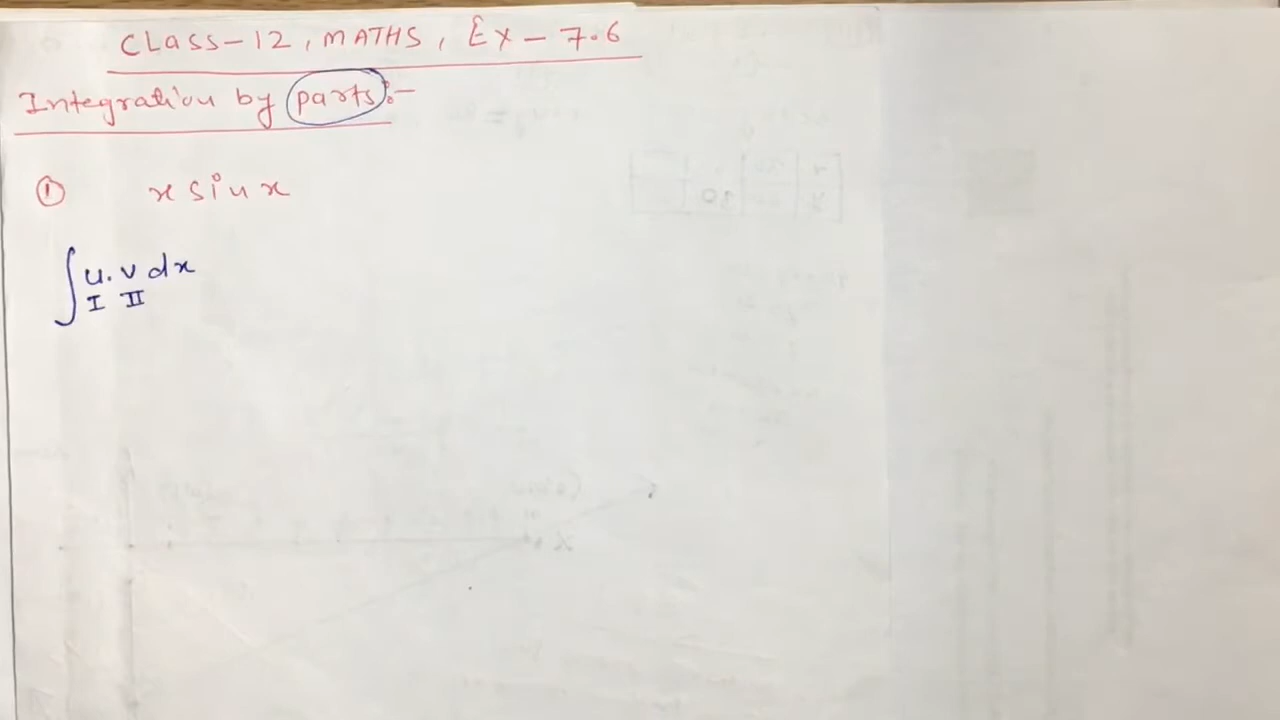 CLASS-12, MATHS, EX - 7.6
Integration by parts :-
① x sin x
∫ u. v dx
I II